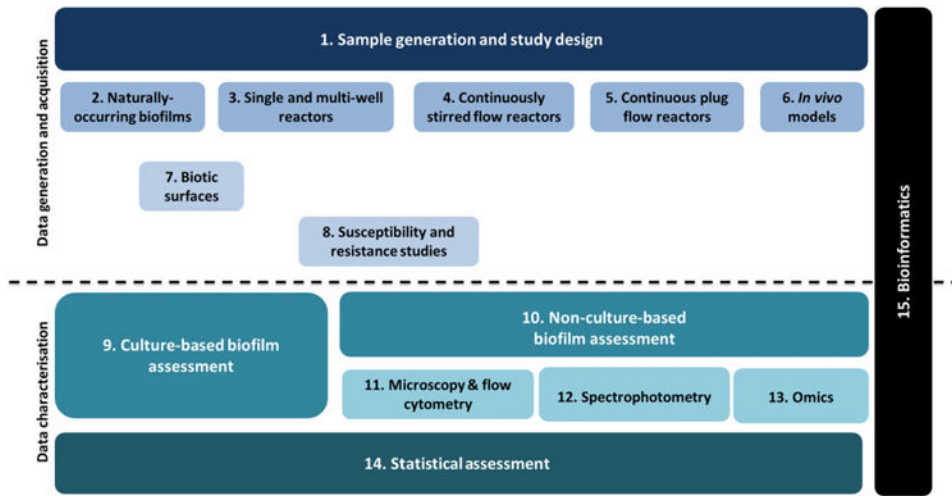 Data generation and acquisition
1. Sample generation and study design
2. Naturally-
occurring biofilms
3. Single and multi-well
reactors
4. Continuously
stirred flow reactors
5. Continuous plug
flow reactors
6. In vivo
models
7. Biotic
surfaces
8. Susceptibility and
resistance studies
Data characterisation
9. Culture-based biofilm
assessment
10. Non-culture-based
biofilm assessment
11. Microscopy & flow
cytometry
12. Spectrophotometry
13. Omics
14. Statistical assessment
15. Bioinformatics